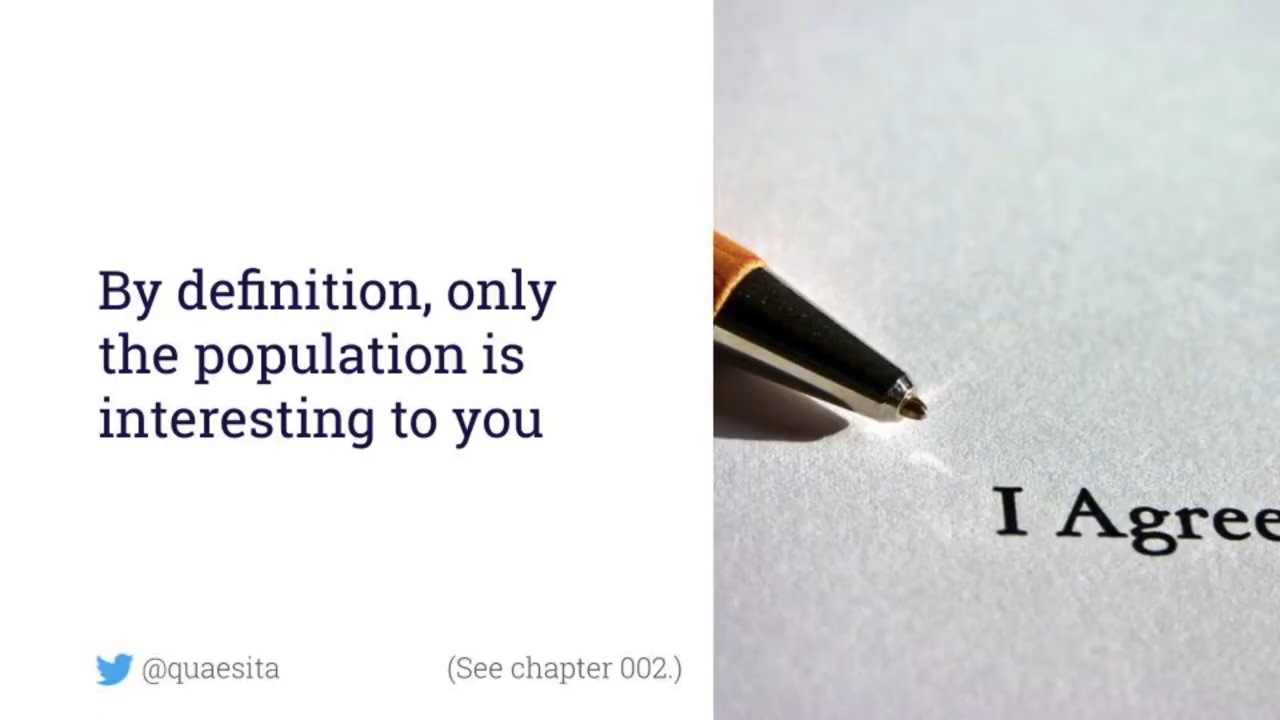 By definition, only
the population is
interesting to you
@quaesita
(See chapter 002.)
I Agree